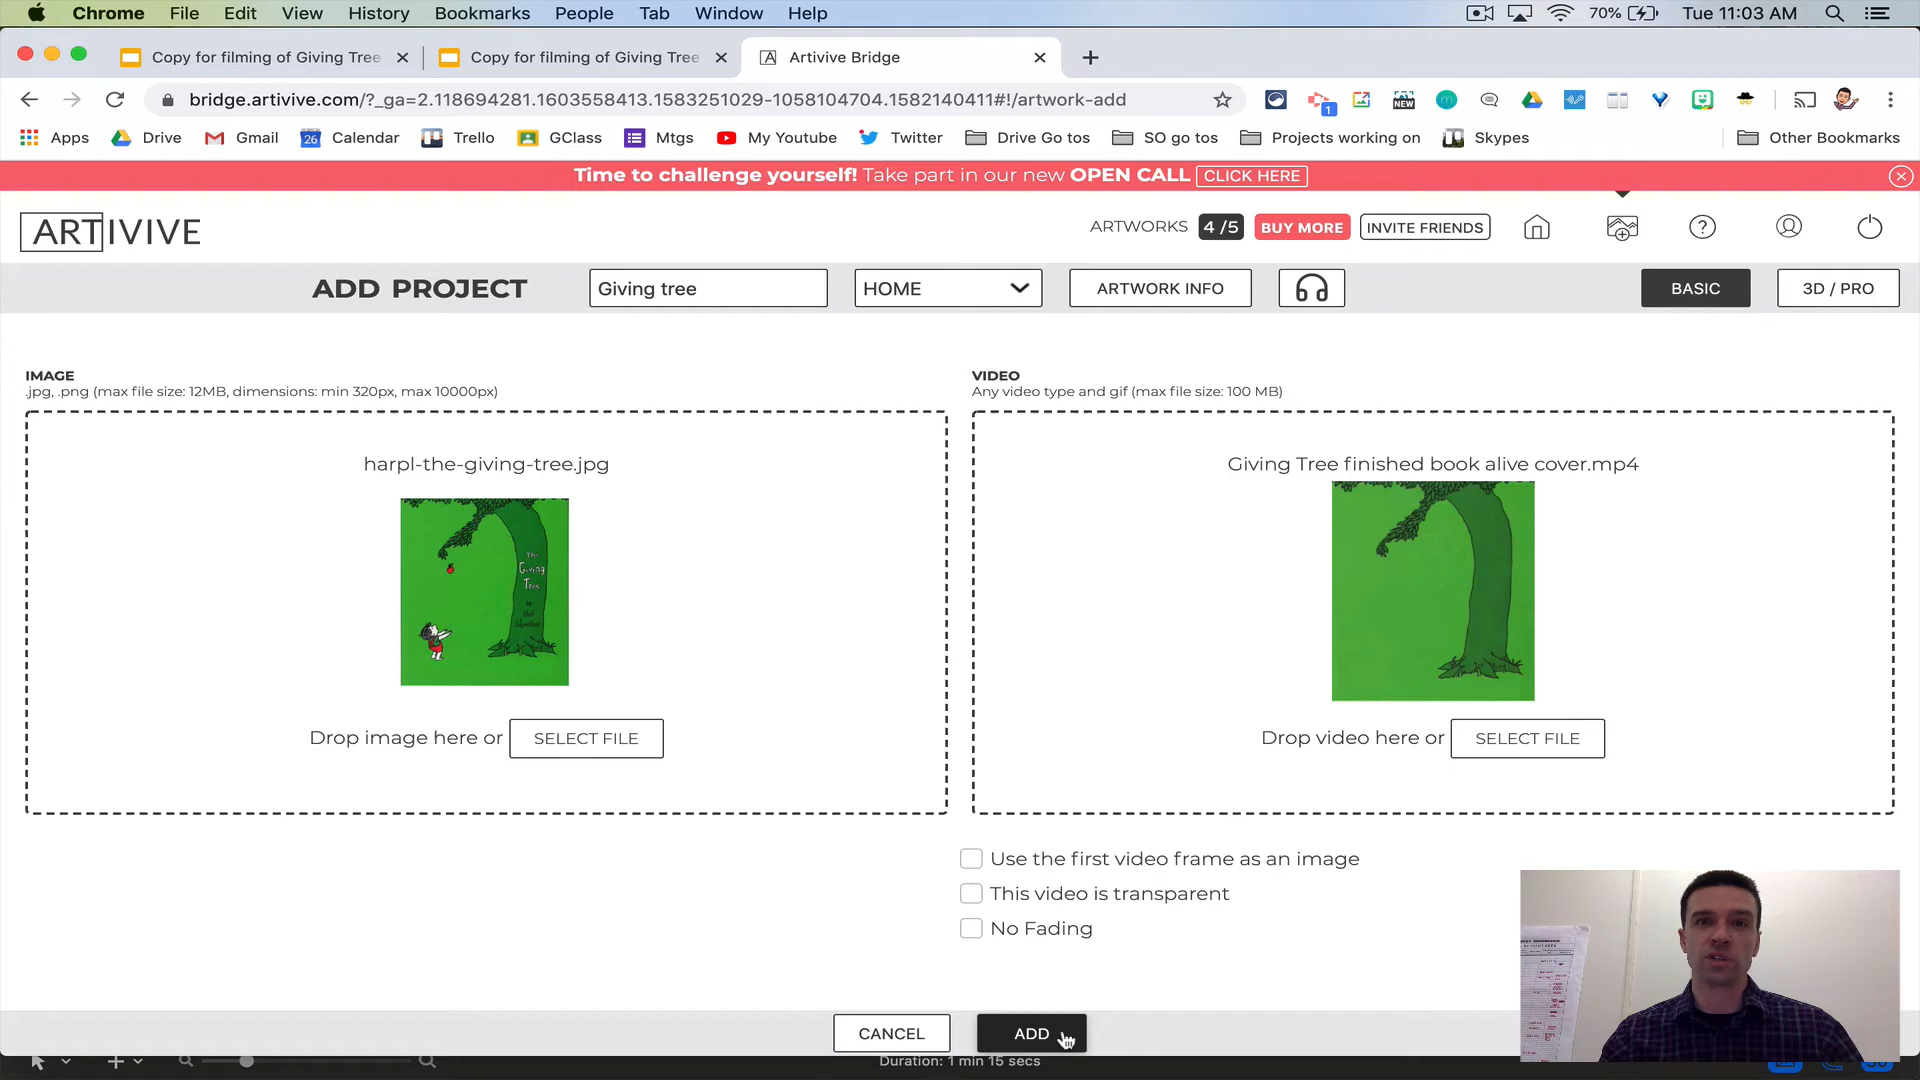 Chrome File Edit View History Bookmarks People Tab Window Help 70% Tue 11:03 AM
Copy for filming of Giving Tree Copy for filming of Giving Tree Artivive Bridge
bridge.artivive.com/?_ga=2.118694281.1603558413.1583251029-1058104704.1582140411#!/artwork-add
Apps Drive Gmail Calendar Trello GClass Mtgs My Youtube Twitter Drive Go tos SO go tos Projects working on Skypes Other Bookmarks
Time to challenge yourself! Take part in our new OPEN CALL CLICK HERE
ARTIVIVE ARTWORKS 4 /5 BUY MORE INVITE FRIENDS
ADD PROJECT Giving tree HOME ARTWORK INFO BASIC 3D / PRO
IMAGE
.jpg, .png (max file size: 12MB, dimensions: min 320px, max 10000px)
harpl-the-giving-tree.jpg
The
Giving
Tree
by
Shel
Silverstein
Drop image here or SELECT FILE
VIDEO
Any video type and gif (max file size: 100 MB)
Giving Tree finished book alive cover.mp4
Drop video here or SELECT FILE
Use the first video frame as an image
This video is transparent
No Fading
CANCEL ADD
Duration: 1 min 15 secs